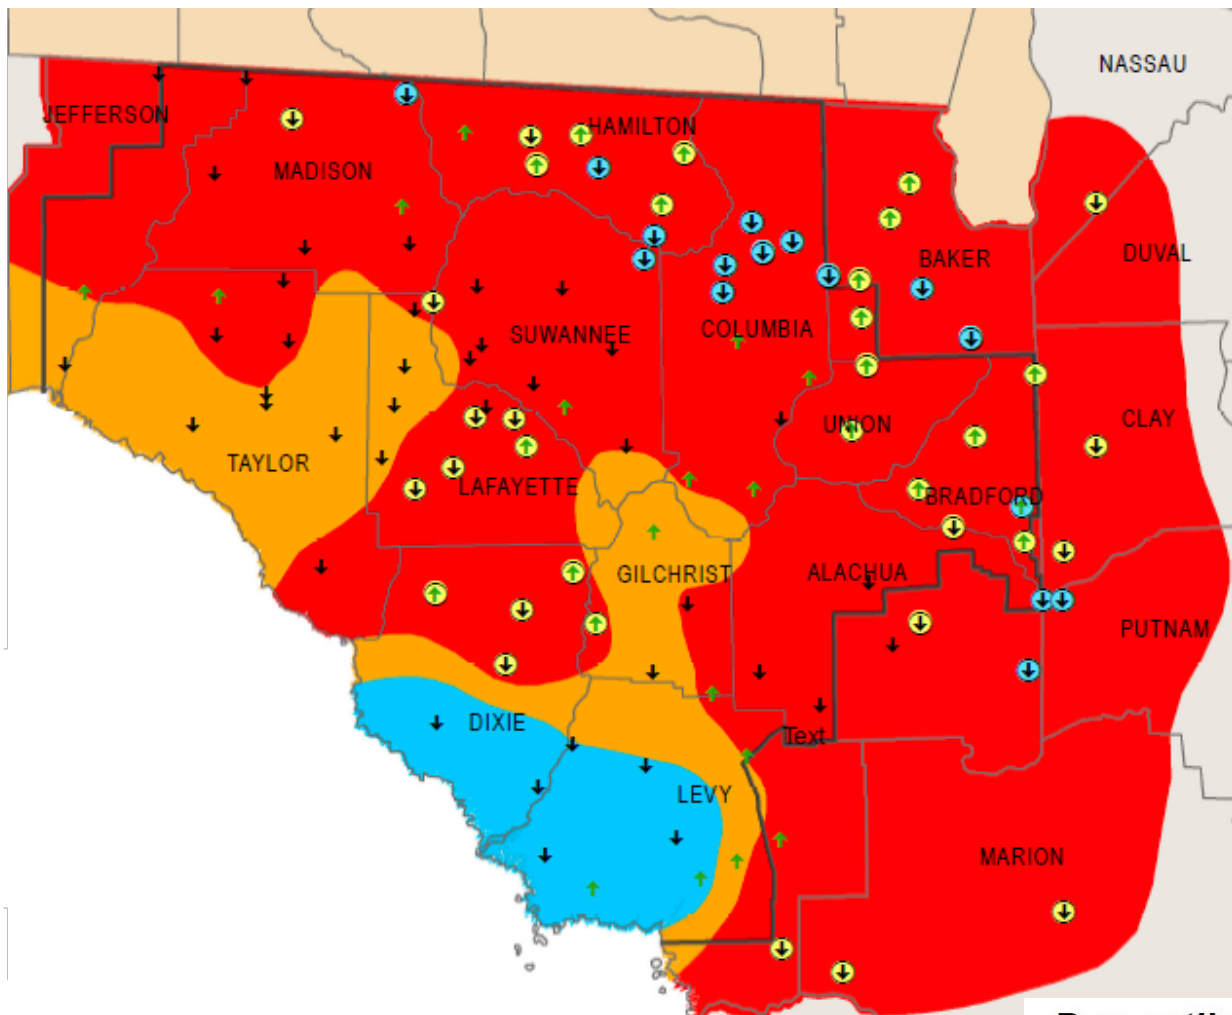 NASSAU
JEFFERSON
HAMILTON
MADISON
DUVAL
BAKER
SUWANNEE
COLUMBIA
CLAY
UNION
TAYLOR
LAFAYETTE
BRADFORD
GILCHRIST
ALACHUA
PUTNAM
DIXIE
Text
LEVY
MARION